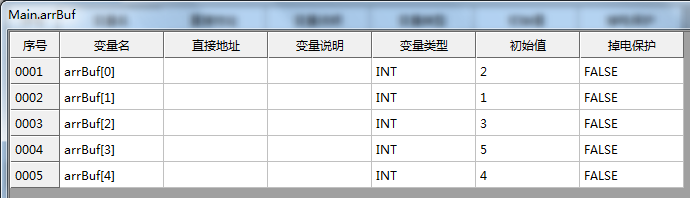 Main.arrBuf
序号 变量名 直接地址 变量说明 变量类型 初始值 掉电保护
0001 arrBuf[0] INT 2 FALSE
0002 arrBuf[1] INT 1 FALSE
0003 arrBuf[2] INT 3 FALSE
0004 arrBuf[3] INT 5 FALSE
0005 arrBuf[4] INT 4 FALSE